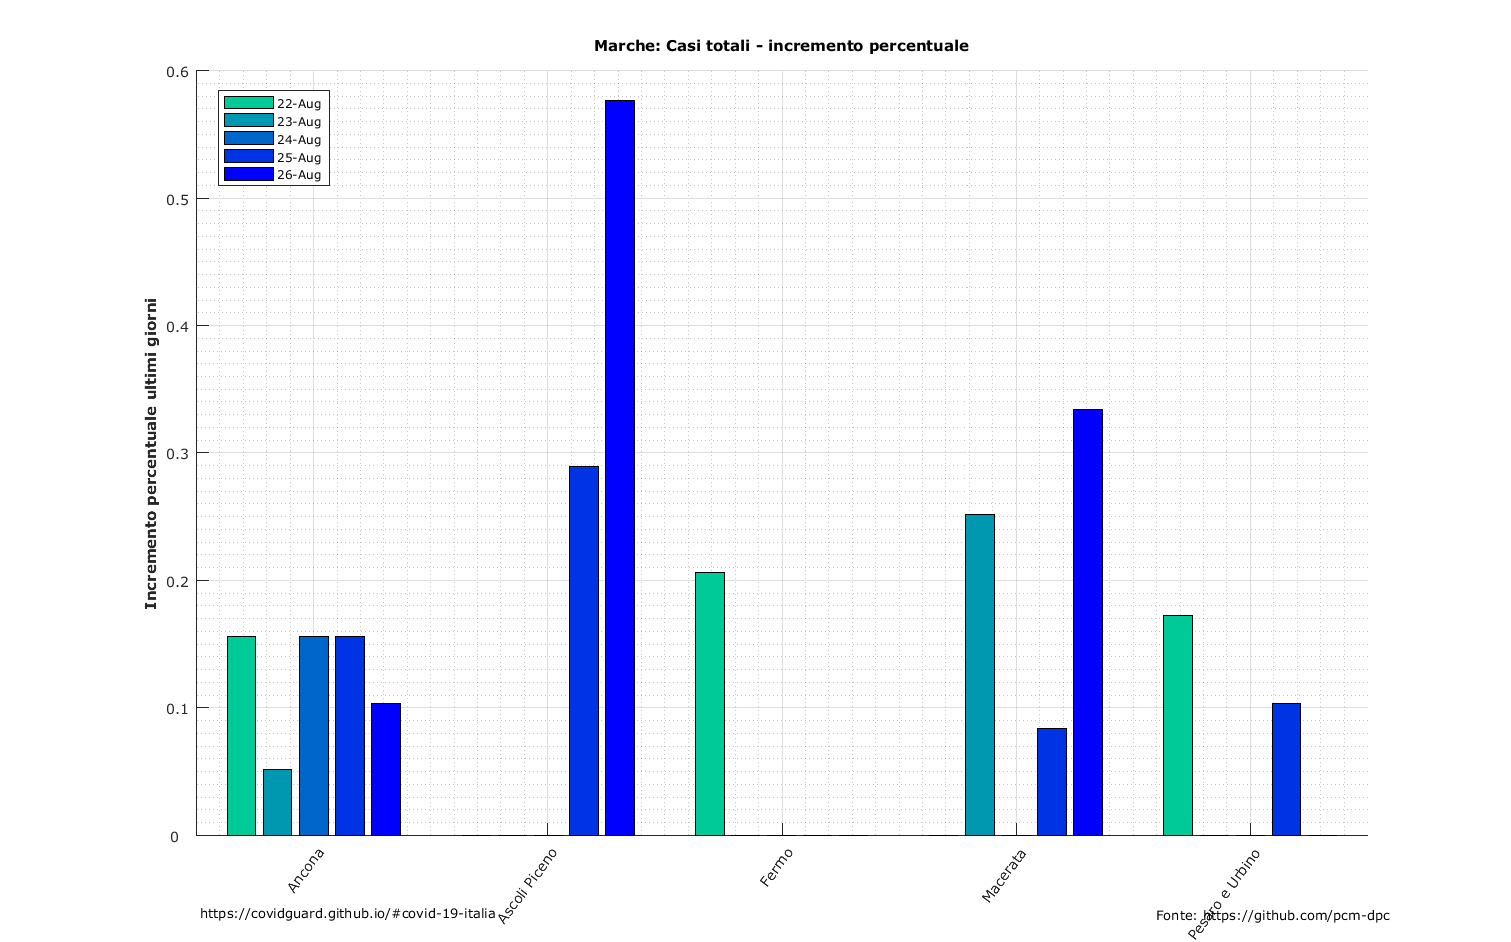 Marche: Casi totali - incremento percentuale
Incremento percentuale ultimi giorni
0.6
0.5
0.4
0.3
0.2
0.1
0
22-Aug
23-Aug
24-Aug
25-Aug
26-Aug
Ancona
Ascoli Piceno
Fermo
Macerata
Pesaro e Urbino
https://covidguard.github.io/#covid-19-italia
Fonte: https://github.com/pcm-dpc